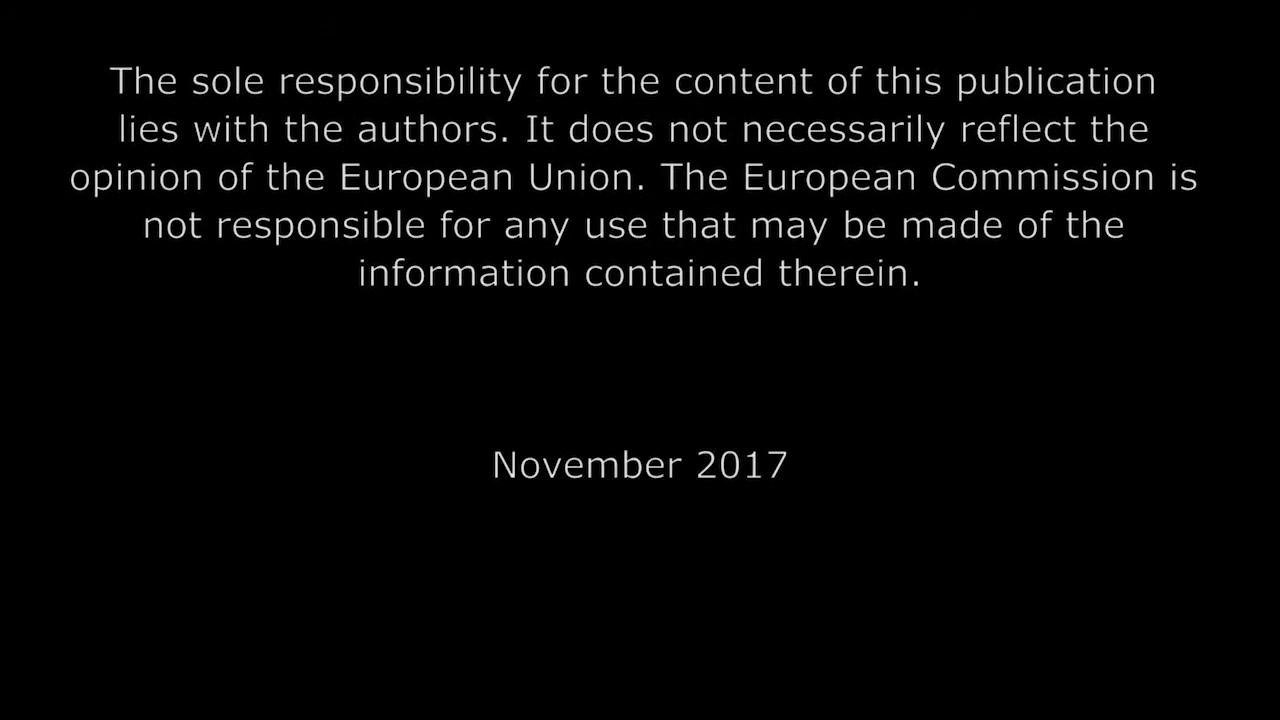 The sole responsibility for the content of this publication
lies with the authors. It does not necessarily reflect the
opinion of the European Union. The European Commission is
not responsible for any use that may be made of the
information contained therein.
November 2017